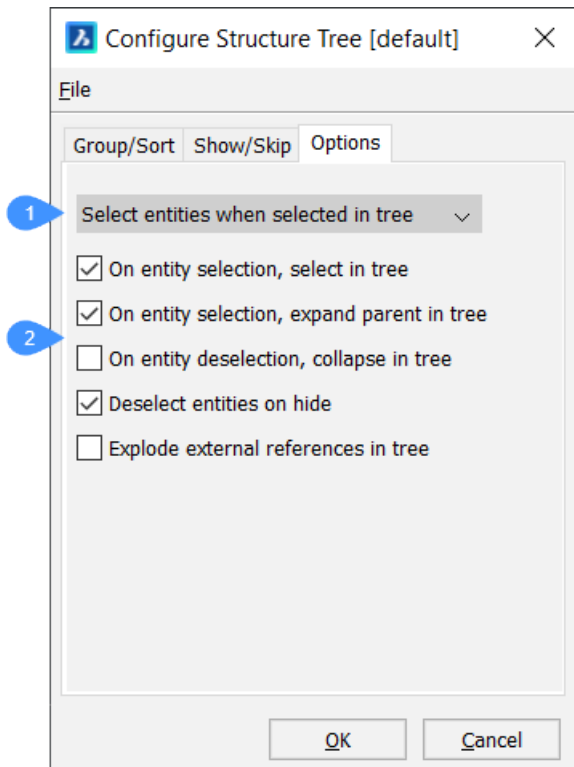 Configure Structure Tree [default]
File
Group/Sort Show/Skip Options
1 Select entities when selected in tree
On entity selection, select in tree
On entity selection, expand parent in tree
2
On entity deselection, collapse in tree
Deselect entities on hide
Explode external references in tree
OK Cancel